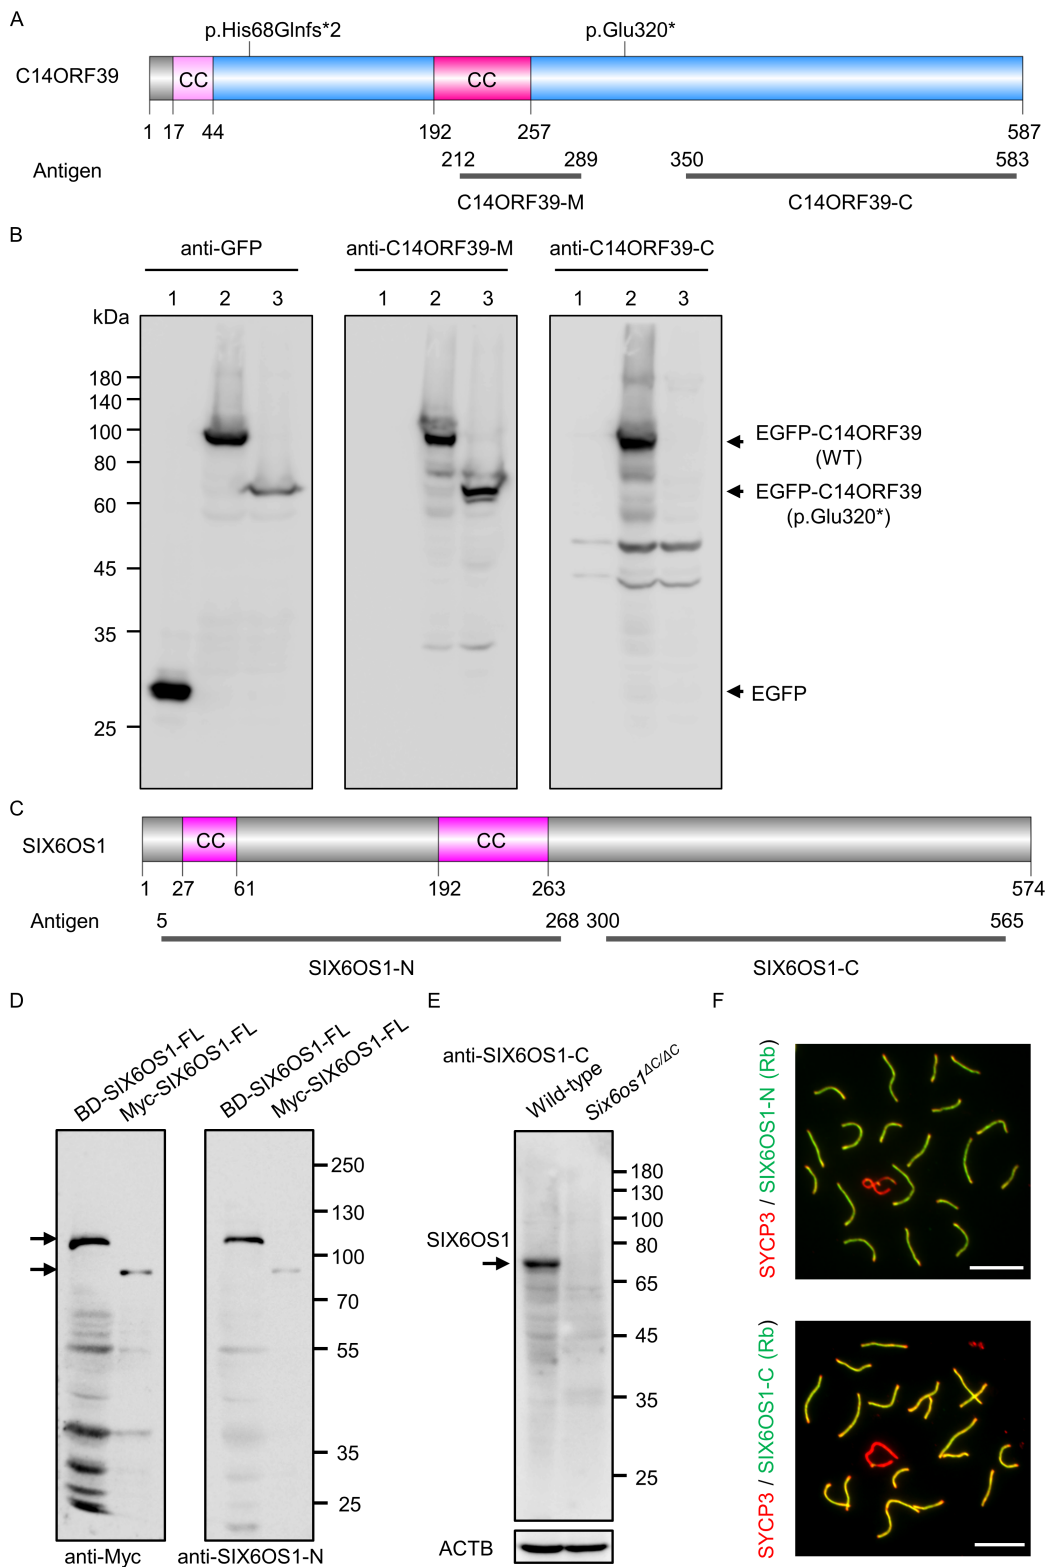 A
p.His68Glnfs*2 p.Glu320*
C14ORF39 CC CC
1 17 44 192 257 587
Antigen 212 289 350 583
C14ORF39-M C14ORF39-C
B
anti-GFP anti-C14ORF39-M anti-C14ORF39-C
1 2 3 1 2 3 1 2 3
kDa
180
140
100
80
60
45
35
25
EGFP-C14ORF39
(WT)
EGFP-C14ORF39
(p.Glu320*)
EGFP
C
SIX6OS1 CC CC
1 27 61 192 263 574
Antigen 5 268 300 565
SIX6OS1-N SIX6OS1-C
D
BD-SIX6OS1-FL
Myc-SIX6OS1-FL
BD-SIX6OS1-FL
Myc-SIX6OS1-FL
250
130
100
70
55
35
25
anti-Myc anti-SIX6OS1-N
E
anti-SIX6OS1-C
Wild-type
Six6os1ΔC/ΔC
SIX6OS1
180
130
100
80
65
45
35
25
ACTB
F
SYCP3 / SIX6OS1-N (Rb)
SYCP3 / SIX6OS1-C (Rb)